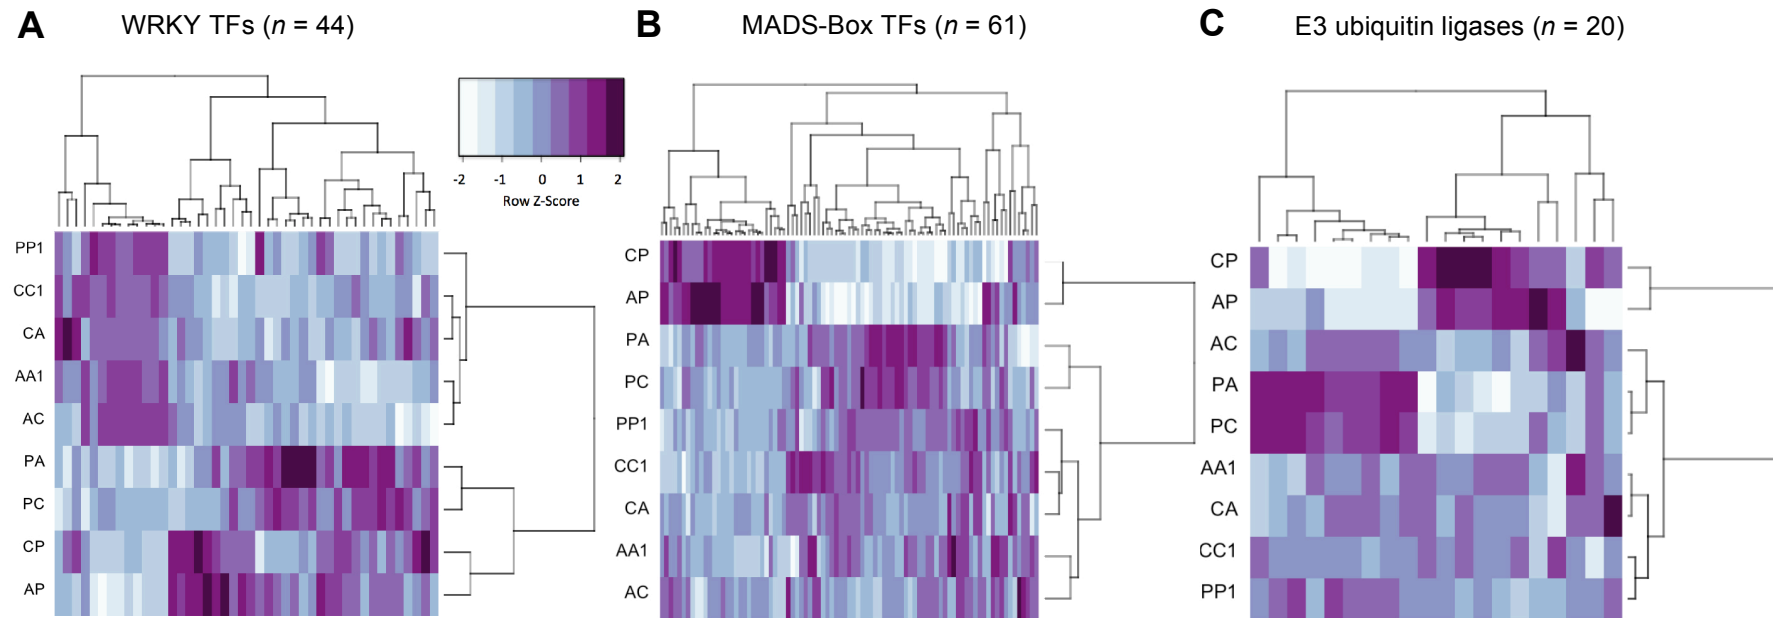 A
WRKY TFs (n = 44)
-2 -1 0 1 2
Row Z-Score
PP1
CC1
CA
AA1
AC
PA
PC
CP
AP
B
MADS-Box TFs (n = 61)
CP
AP
PA
PC
PP1
CC1
CA
AA1
AC
C
E3 ubiquitin ligases (n = 20)
CP
AP
AC
PA
PC
AA1
CA
CC1
PP1